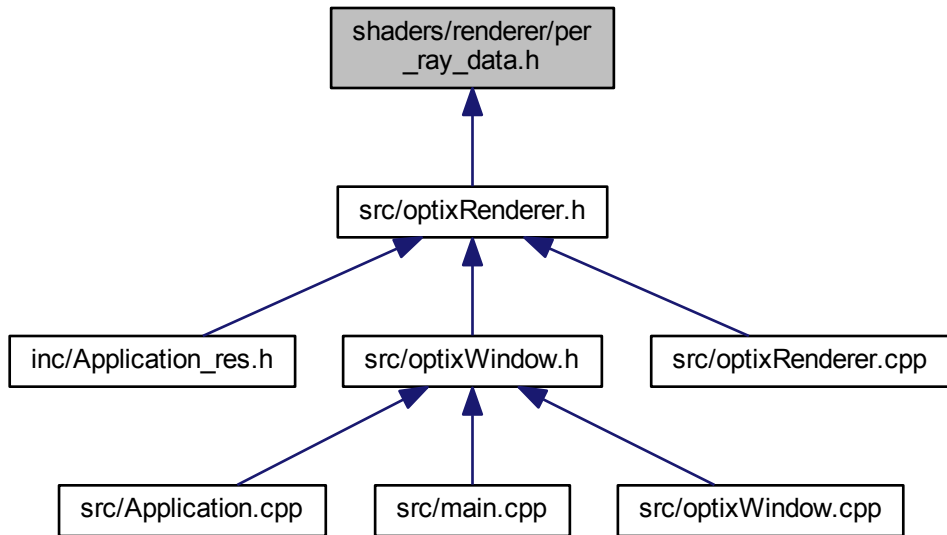 shaders/renderer/per
_ray_data.h
src/optixRenderer.h
inc/Application_res.h
src/optixWindow.h
src/optixRenderer.cpp
src/Application.cpp
src/main.cpp
src/optixWindow.cpp